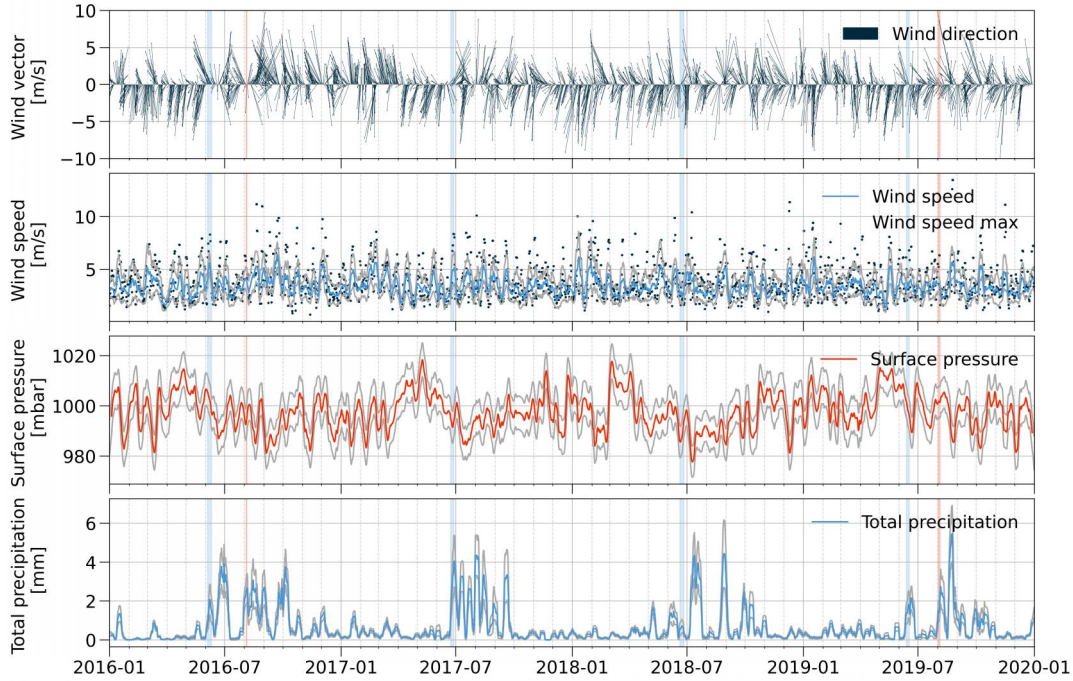 Wind vector
[m/s]
10
5
0
−5
−10
Wind direction
Wind speed
[m/s]
10
5
Wind speed
Wind speed max
Surface pressure
[mbar]
1020
1000
980
Surface pressure
Total precipitation
[mm]
6
4
2
0
Total precipitation
2016-01
2016-07
2017-01
2017-07
2018-01
2018-07
2019-01
2019-07
2020-01